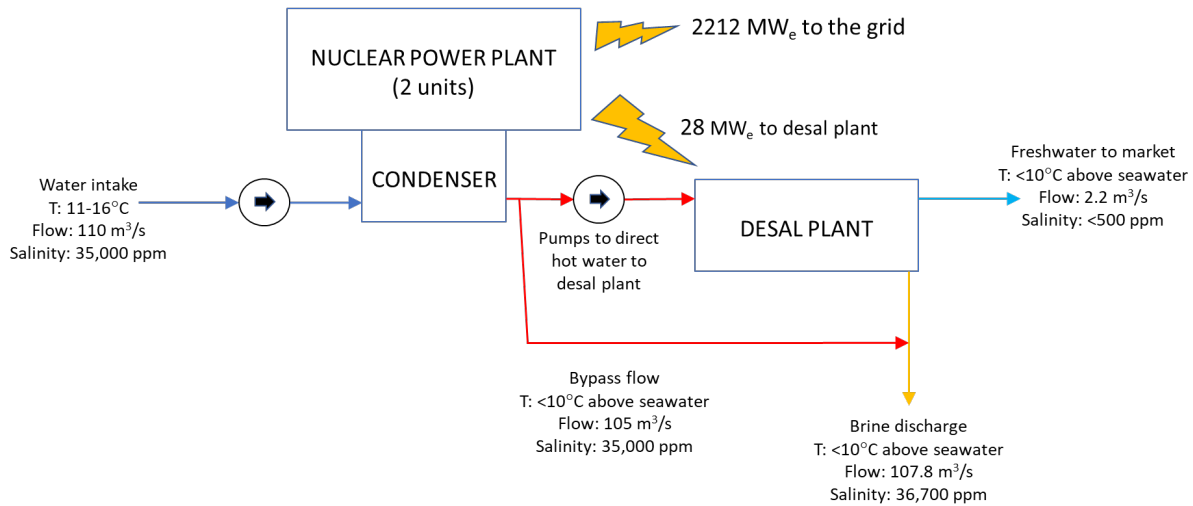 NUCLEAR POWER PLANT
(2 units)
2212 MWe to the grid
28 MWe to desal plant
CONDENSER
Water intake
T: 11-16°C
Flow: 110 m³/s
Salinity: 35,000 ppm
Pumps to direct
hot water to
desal plant
DESAL PLANT
Freshwater to market
T: <10°C above seawater
Flow: 2.2 m³/s
Salinity: <500 ppm
Bypass flow
T: <10°C above seawater
Flow: 105 m³/s
Salinity: 35,000 ppm
Brine discharge
T: <10°C above seawater
Flow: 107.8 m³/s
Salinity: 36,700 ppm